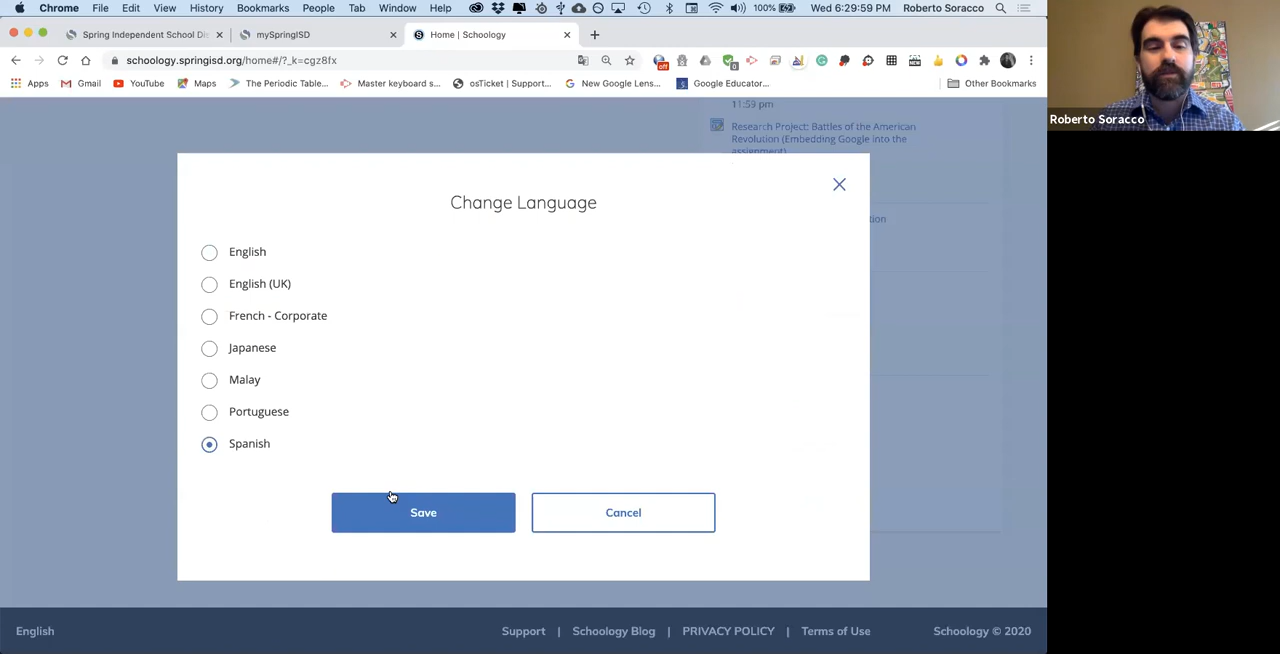 Chrome File Edit View History Bookmarks People Tab Window Help 100% Wed 6:29:59 PM Roberto Soracco
Spring Independent School Di mySpringISD Home | Schoology
schoology.springisd.org/home#/?_k=cgz8fx
Apps Gmail YouTube Maps The Periodic Table... Master keyboard s... osTicket | Support... New Google Lens... Google Educator... Other Bookmarks
11:59 pm
Research Project: Battles of the American
Revolution (Embedding Google into the
assignment)
Roberto Soracco
Change Language
English
English (UK)
French - Corporate
Japanese
Malay
Portuguese
Spanish
Save Cancel
English Support | Schoology Blog | PRIVACY POLICY | Terms of Use Schoology © 2020